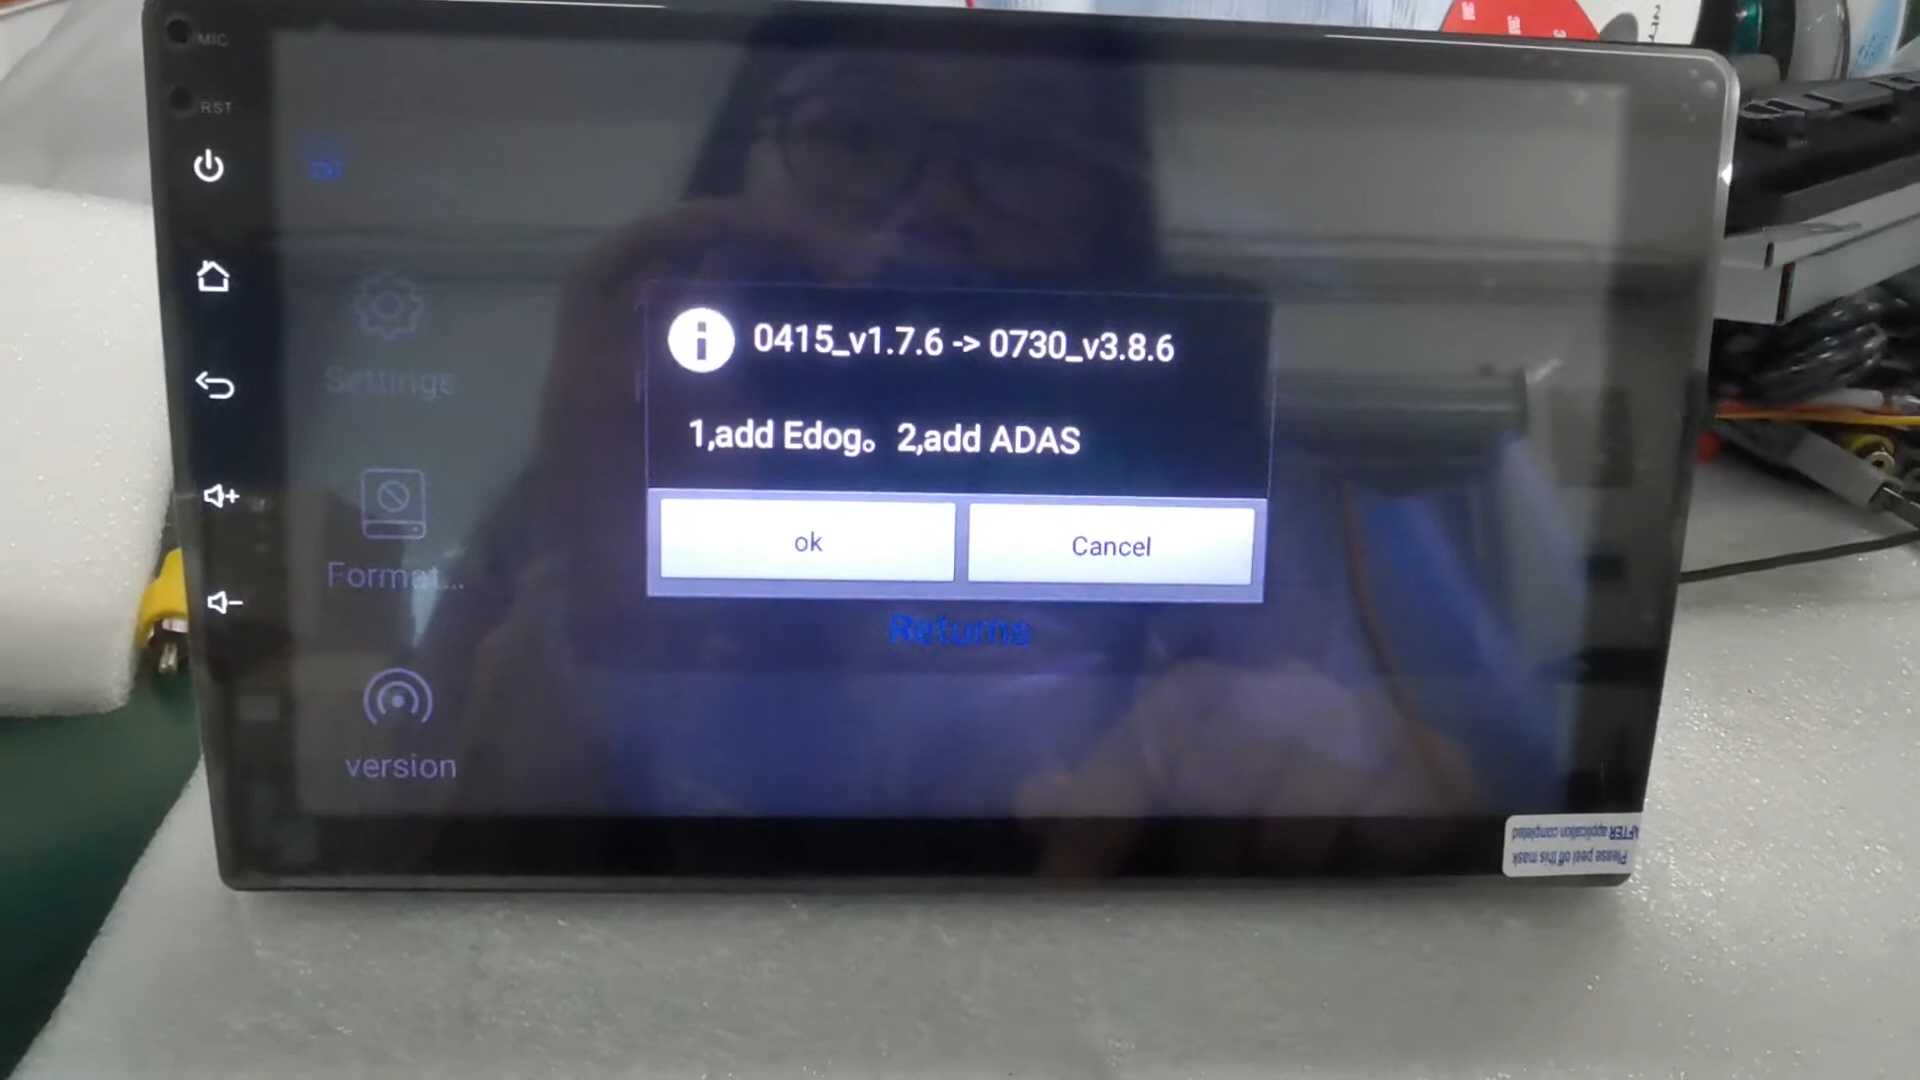 MIC
RST
0415_v1.7.6 -> 0730_v3.8.6
1,add Edog。 2,add ADAS
ok
Cancel
Settings
Format...
Returns
version
Please peel off this mask
AFTER application completed